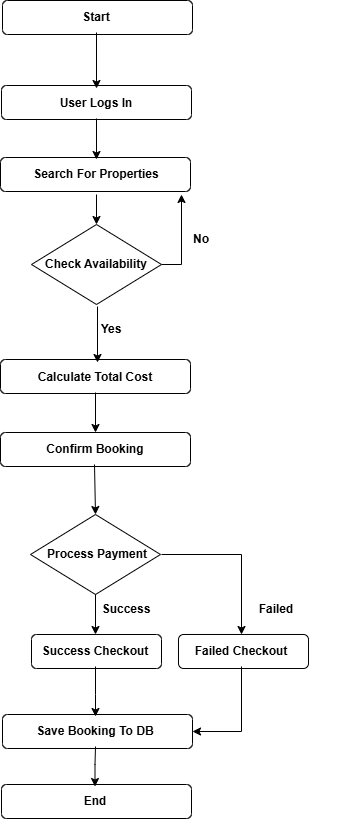 Start
User Logs In
Search For Properties
No
Check Availability
Yes
Calculate Total Cost
Confirm Booking
Process Payment
Success
Failed
Success Checkout
Failed Checkout
Save Booking To DB
End